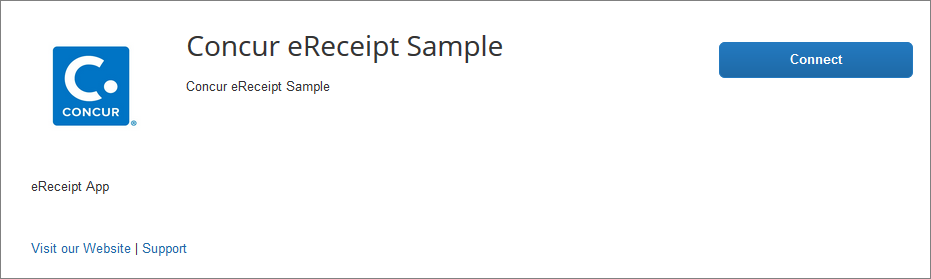 Concur eReceipt Sample
Connect
Concur eReceipt Sample
C.
CONCUR
®
eReceipt App
Visit our Website | Support